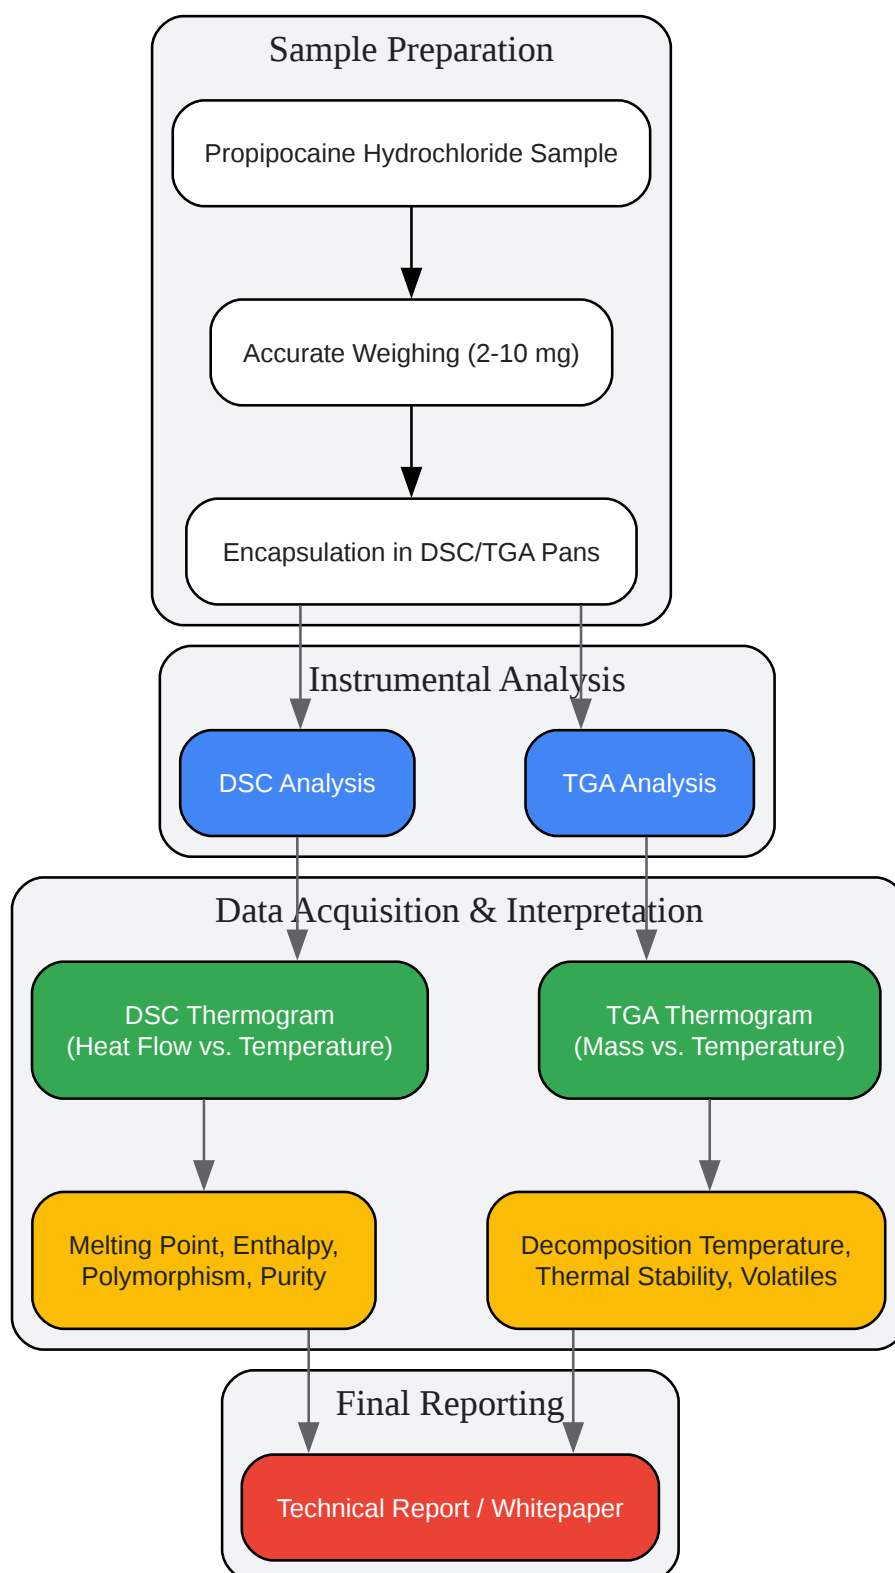 Sample Preparation
Propipocaine Hydrochloride Sample
Accurate Weighing (2-10 mg)
Encapsulation in DSC/TGA Pans
Instrumental Analysis
DSC Analysis
TGA Analysis
Data Acquisition & Interpretation
DSC Thermogram
(Heat Flow vs. Temperature)
TGA Thermogram
(Mass vs. Temperature)
Melting Point, Enthalpy,
Polymorphism, Purity
Decomposition Temperature,
Thermal Stability, Volatiles
Final Reporting
Technical Report / Whitepaper